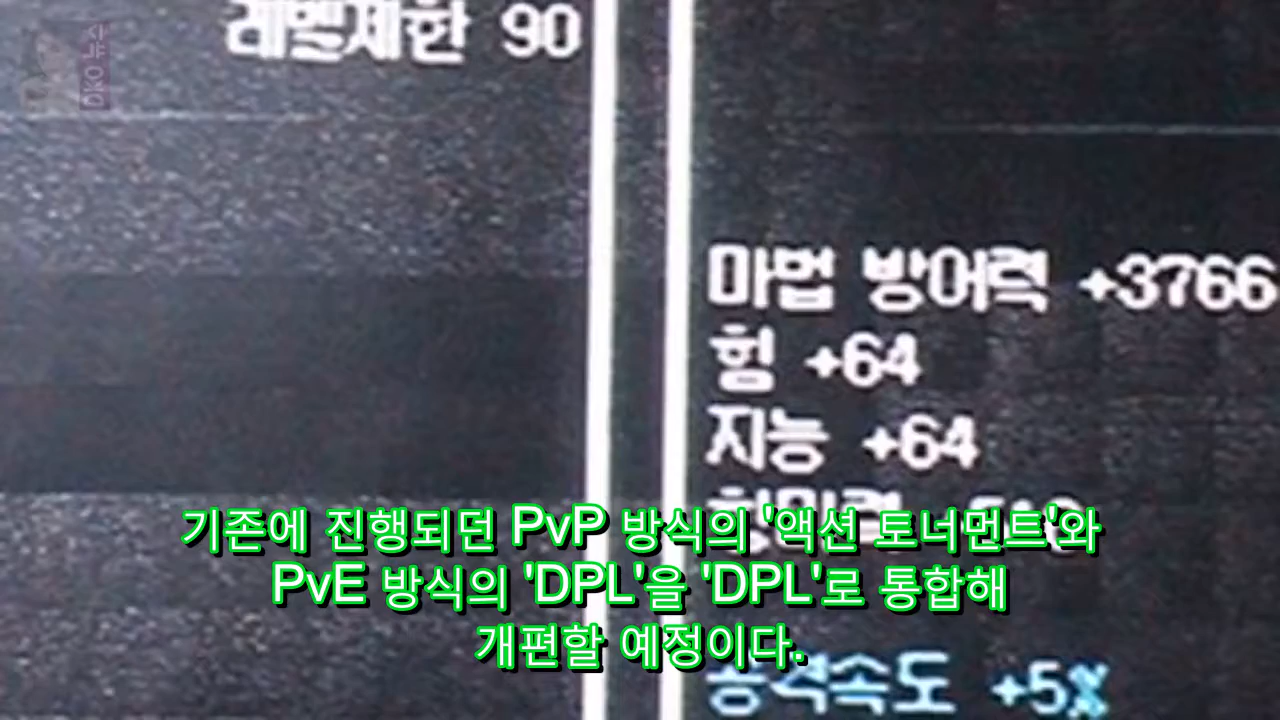 레벨제한 90
DKO 뉴스
마법 방어력 +3766
힘 +64
지능 +64
기존에 진행되던 PvP 방식의 '액션 토너먼트'와
PvE 방식의 'DPL'을 'DPL'로 통합해
개편할 예정이다.
공격속도 +5%